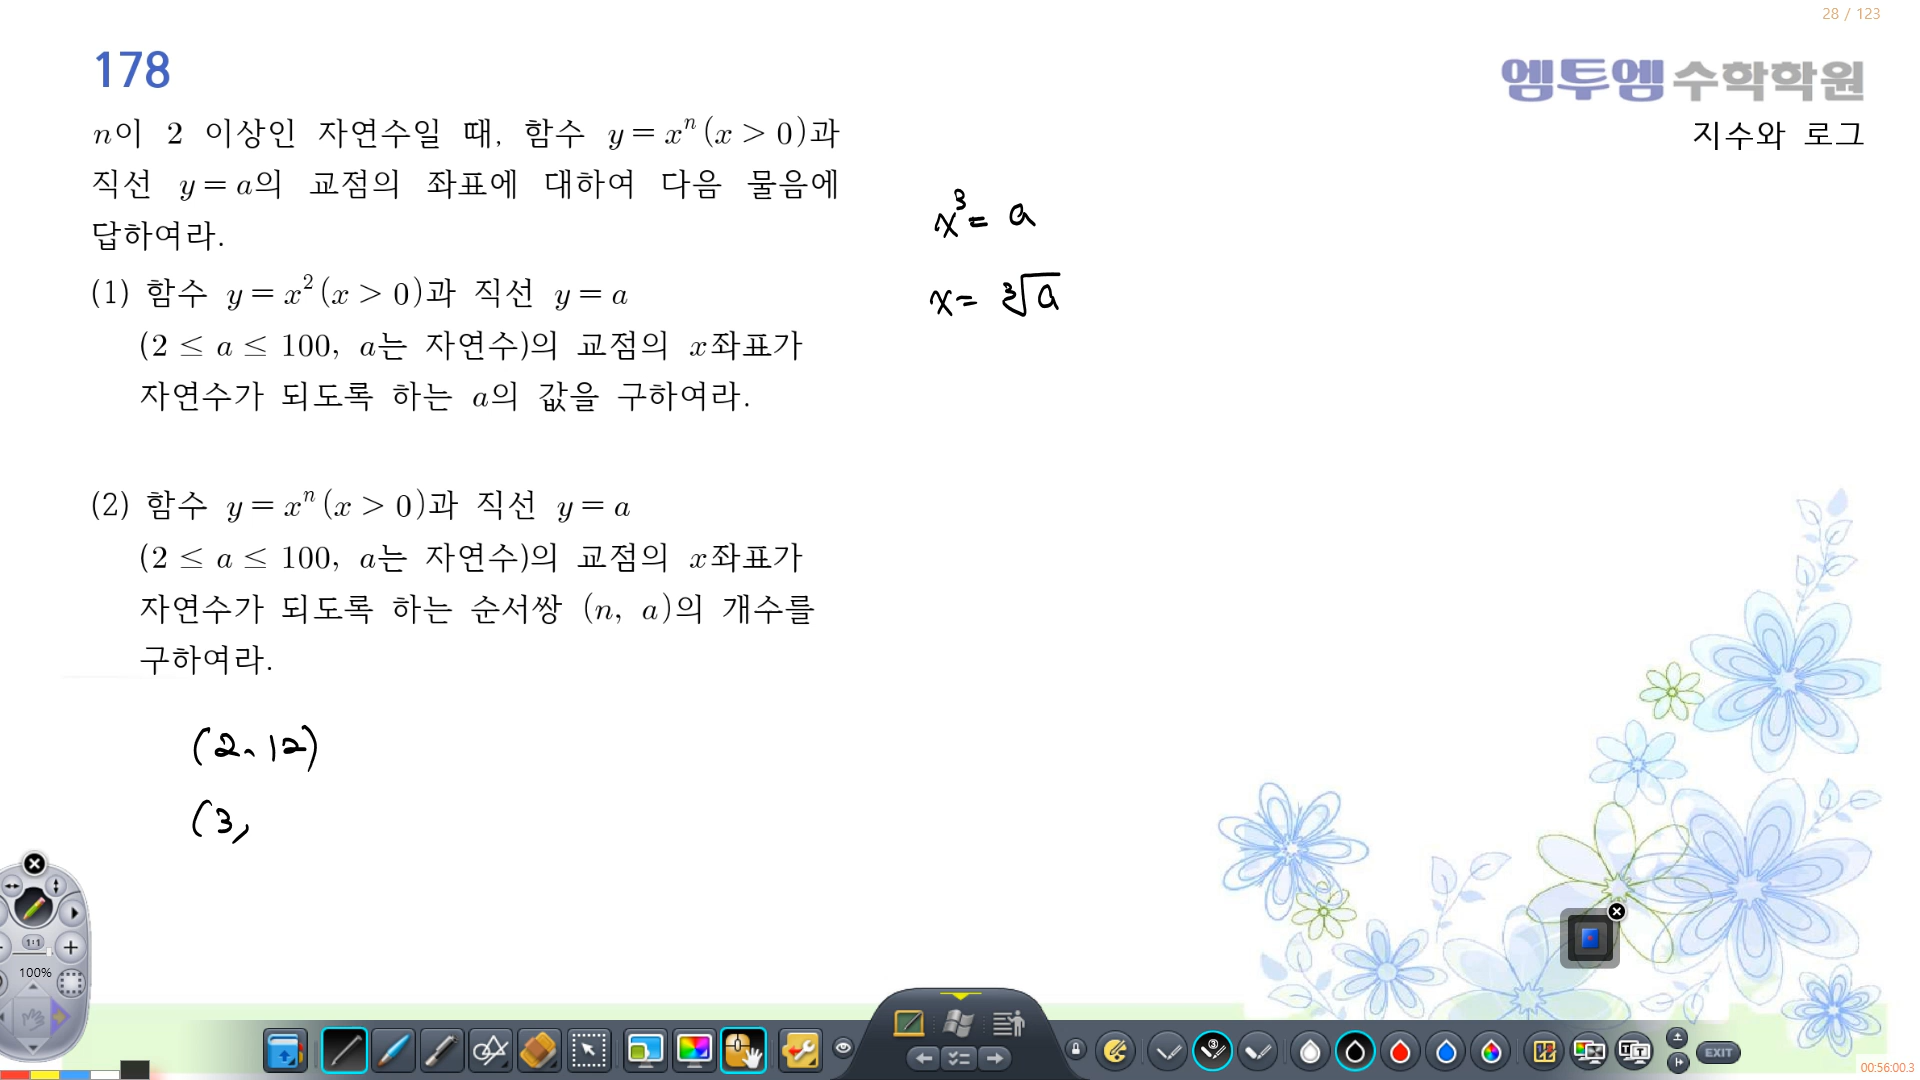 28 / 123
178
엠투엠 수학학원
지수와 로그
n이 2 이상인 자연수일 때, 함수 y = xⁿ (x > 0)과
직선 y = a의 교점의 좌표에 대하여 다음 물음에
답하여라.
(1) 함수 y = x² (x > 0)과 직선 y = a
(2 ≤ a ≤ 100, a는 자연수)의 교점의 x좌표가
자연수가 되도록 하는 a의 값을 구하여라.
(2) 함수 y = xⁿ (x > 0)과 직선 y = a
(2 ≤ a ≤ 100, a는 자연수)의 교점의 x좌표가
자연수가 되도록 하는 순서쌍 (n, a)의 개수를
구하여라.
x³ = a
x = ∛a
(2, 12)
(3,
1:1
100%
EXIT
00:56:00.3